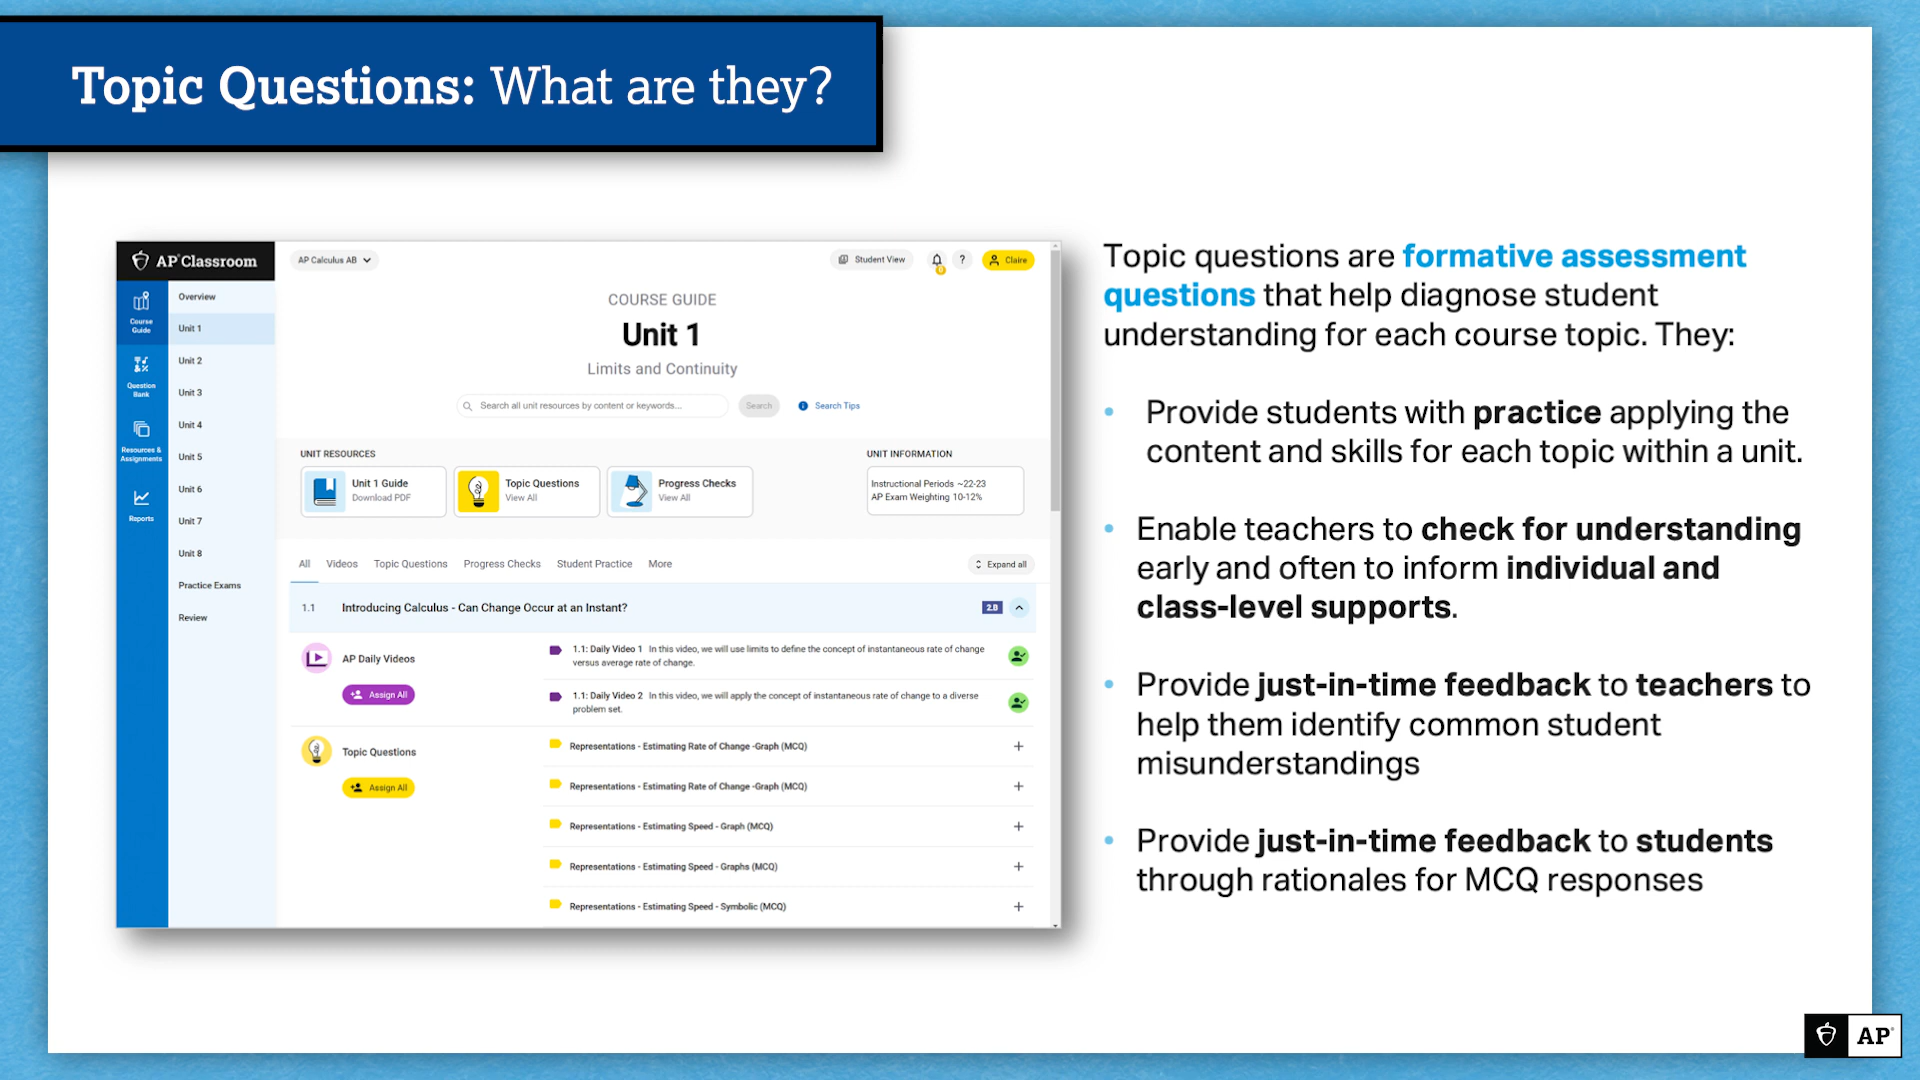 Topic Questions: What are they?
AP Classroom
AP Calculus AB
Student View
?
Claire
Course
Guide
Question
Bank
Resources &
Assignments
Reports
Overview
Unit 1
Unit 2
Unit 3
Unit 4
Unit 5
Unit 6
Unit 7
Unit 8
Practice Exams
Review
COURSE GUIDE
Unit 1
Limits and Continuity
Search all unit resources by content or keywords...
Search
Search Tips
UNIT RESOURCES
Unit 1 Guide
Download PDF
Topic Questions
View All
Progress Checks
View All
UNIT INFORMATION
Instructional Periods ~22-23
AP Exam Weighting 10-12%
All Videos Topic Questions Progress Checks Student Practice More
Expand all
1.1 Introducing Calculus - Can Change Occur at an Instant?
2.B
AP Daily Videos
Assign All
1.1: Daily Video 1 In this video, we will use limits to define the concept of instantaneous rate of change
versus average rate of change.
1.1: Daily Video 2 In this video, we will apply the concept of instantaneous rate of change to a diverse
problem set.
Topic Questions
Assign All
Representations - Estimating Rate of Change -Graph (MCQ)
Representations - Estimating Rate of Change -Graph (MCQ)
Representations - Estimating Speed - Graph (MCQ)
Representations - Estimating Speed - Graphs (MCQ)
Representations - Estimating Speed - Symbolic (MCQ)
Topic questions are formative assessment
questions that help diagnose student
understanding for each course topic. They:
• Provide students with practice applying the
content and skills for each topic within a unit.
• Enable teachers to check for understanding
early and often to inform individual and
class-level supports.
• Provide just-in-time feedback to teachers to
help them identify common student
misunderstandings
• Provide just-in-time feedback to students
through rationales for MCQ responses
AP